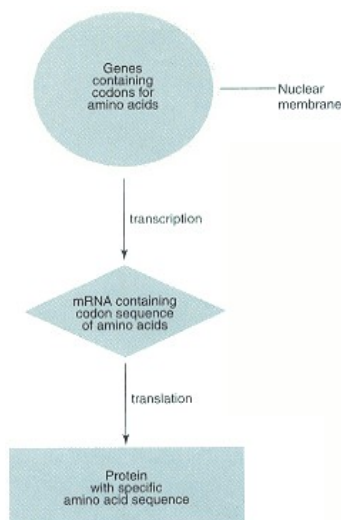 Genes
containing
codons for
amino acids
Nuclear
membrane
transcription
mRNA containing
codon sequence
of amino acids
translation
Protein
with specific
amino acid sequence